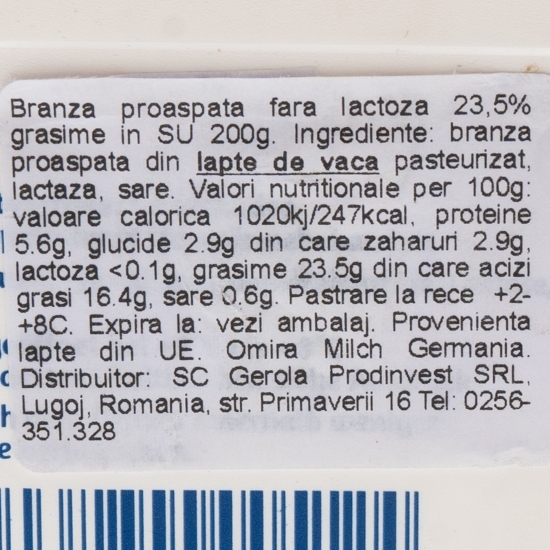 Branza proaspata fara lactoza 23,5%
grasime in SU 200g. Ingrediente: branza
proaspata din lapte de vaca pasteurizat,
lactaza, sare. Valori nutritionale per 100g:
valoare calorica 1020kj/247kcal, proteine
5.6g, glucide 2.9g din care zaharuri 2.9g,
lactoza <0.1g, grasime 23.5g din care acizi
grasi 16.4g, sare 0.6g. Pastrare la rece +2-
+8C. Expira la: vezi ambalaj. Provenienta
lapte din UE. Omira Milch Germania.
Distribuitor: SC Gerola Prodinvest SRL,
Lugoj, Romania, str. Primaverii 16 Tel: 0256-
351.328